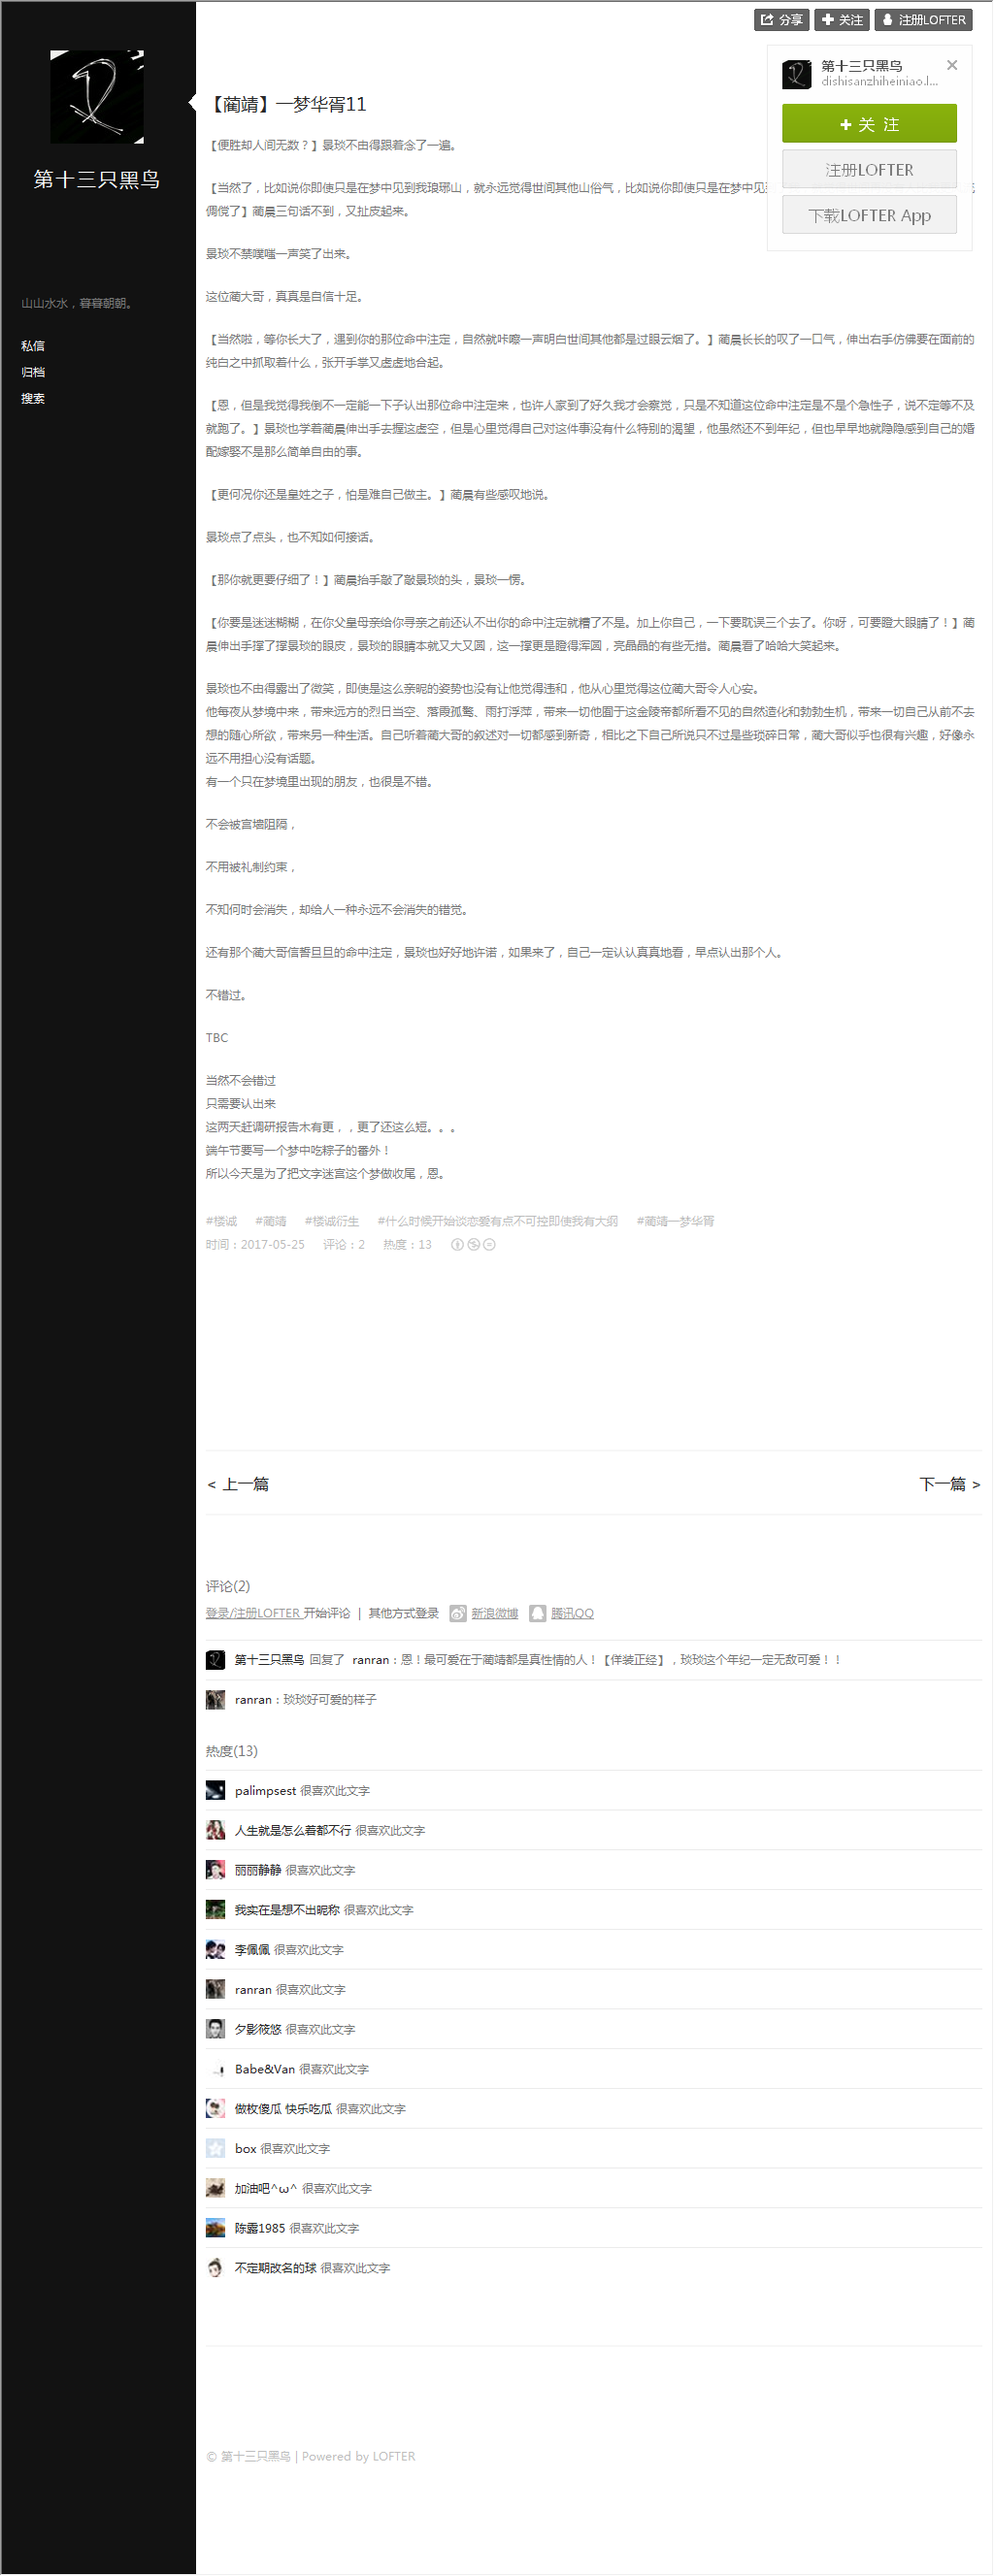 分享 关注 注册LOFTER
第十三只黑鸟
dishisanzhiheiniao.l...
关注
注册LOFTER
下载LOFTER App
第十三只黑鸟
山山水水，暮暮朝朝。
私信
归档
搜索
【蔺靖】一梦华胥11
【便胜却人间无数？】景琰不由得跟着念了一遍。
【当然了，比如说你即使只是在梦中见到我琅琊山，就永远觉得世间其他山俗气，比如说你即使只是在梦中见到
倜傥了】蔺晨三句话不到，又扯皮起来。
景琰不禁噗嗤一声笑了出来。
这位蔺大哥，真真是自信十足。
【当然啦，等你长大了，遇到你的那位命中注定，自然就咔嚓一声明白世间其他都是过眼云烟了。】蔺晨长长的叹了一口气，伸出右手仿佛要在面前的
纯白之中抓取着什么，张开手掌又虚虚地合起。
【恩，但是我觉得我倒不一定能一下子认出那位命中注定来，也许人家到了好久我才会察觉，只是不知道这位命中注定是不是个急性子，说不定等不及
就跑了。】景琰也学着蔺晨伸出手去握这虚空，但是心里觉得自己对这件事没有什么特别的渴望，他虽然还不到年纪，但也早早地就隐隐感到自己的婚
配嫁娶不是那么简单自由的事。
【更何况你还是皇姓之子，怕是难自己做主。】蔺晨有些感叹地说。
景琰点了点头，也不知如何接话。
【那你就更要仔细了！】蔺晨抬手敲了敲景琰的头，景琰一愣。
【你要是迷迷糊糊，在你父皇母亲给你寻亲之前还认不出你的命中注定就糟了不是。加上你自己，一下要耽误三个去了。你呀，可要瞪大眼睛了！】蔺
晨伸出手撑了撑景琰的眼皮，景琰的眼睛本就又大又圆，这一撑更是瞪得浑圆，亮晶晶的有些无措。蔺晨看了哈哈大笑起来。
景琰也不由得露出了微笑，即使是这么亲昵的姿势也没有让他觉得违和，他从心里觉得这位蔺大哥令人心安。
他每夜从梦境中来，带来远方的烈日当空、落霞孤鹜、雨打浮萍，带来一切他囿于这金陵帝都所看不见的自然造化和勃勃生机，带来一切自己从前不去
想的随心所欲，带来另一种生活。自己听着蔺大哥的叙述对一切都感到新奇，相比之下自己所说只不过是些琐碎日常，蔺大哥似乎也很有兴趣，好像永
远不用担心没有话题。
有一个只在梦境里出现的朋友，也很是不错。
不会被宫墙阻隔，
不用被礼制约束，
不知何时会消失，却给人一种永远不会消失的错觉。
还有那个蔺大哥信誓旦旦的命中注定，景琰也好好地许诺，如果来了，自己一定认认真真地看，早点认出那个人。
不错过。
TBC
当然不会错过
只需要认出来
这两天赶调研报告木有更，，更了还这么短。。。
端午节要写一个梦中吃粽子的番外！
所以今天是为了把文字迷宫这个梦做收尾，恩。
#楼诚 #蔺靖 #楼诚衍生 #什么时候开始谈恋爱有点不可控即使我有大纲 #蔺靖一梦华胥
时间：2017-05-25 评论：2 热度：13
< 上一篇 下一篇 >
评论(2)
登录/注册LOFTER 开始评论 | 其他方式登录 新浪微博 腾讯QQ
第十三只黑鸟 回复了 ranran：恩！最可爱在于蔺靖都是真性情的人！【佯装正经】，琰琰这个年纪一定无敌可爱！！
ranran：琰琰好可爱的样子
热度(13)
palimpsest 很喜欢此文字
人生就是怎么着都不行 很喜欢此文字
丽丽静静 很喜欢此文字
我实在是想不出昵称 很喜欢此文字
李佩佩 很喜欢此文字
ranran 很喜欢此文字
夕影筱悠 很喜欢此文字
Babe&Van 很喜欢此文字
做枚傻瓜 快乐吃瓜 很喜欢此文字
box 很喜欢此文字
加油吧^ω^ 很喜欢此文字
陈露1985 很喜欢此文字
不定期改名的球 很喜欢此文字
© 第十三只黑鸟 | Powered by LOFTER